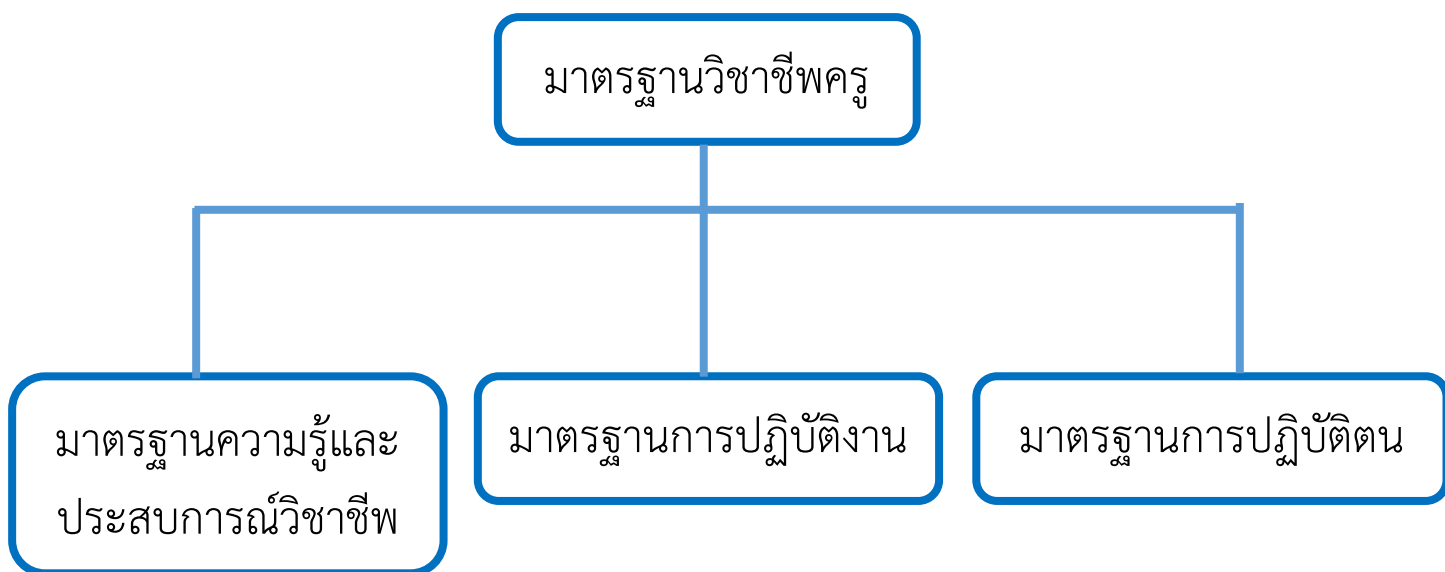 มาตรฐานวิชาชีพครู
มาตรฐานความรู้และ
ประสบการณ์วิชาชีพ
มาตรฐานการปฏิบัติงาน
มาตรฐานการปฏิบัติตน